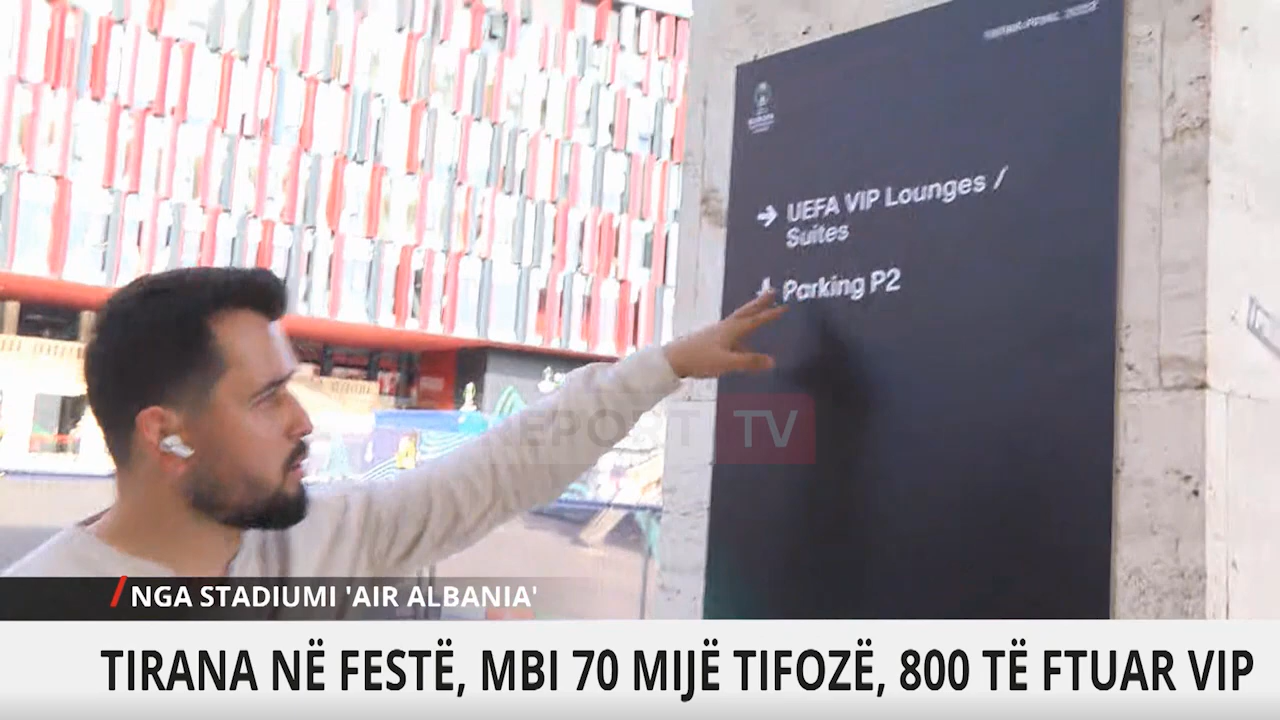 UEFA VIP Lounges /
Suites
Parking P2
REPORT TV
NGA STADIUMI 'AIR ALBANIA'
TIRANA NË FESTË, MBI 70 MIJË TIFOZË, 800 TË FTUAR VIP